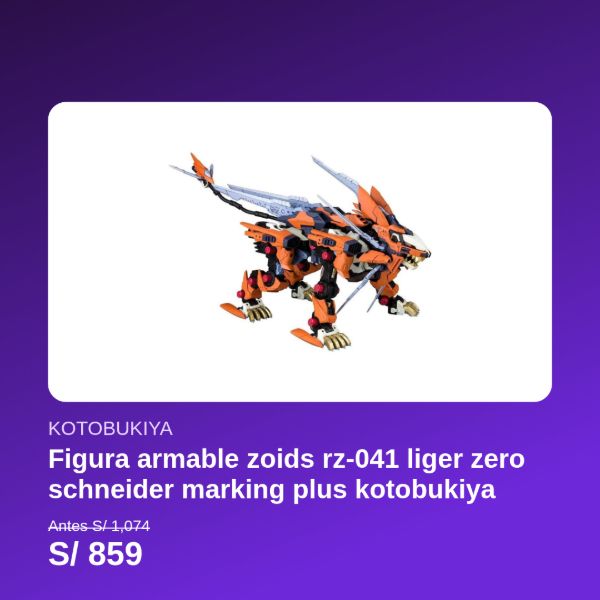 KOTOBUKIYA
Figura armable zoids rz-041 liger zero
schneider marking plus kotobukiya
Antes S/ 1,074
S/ 859